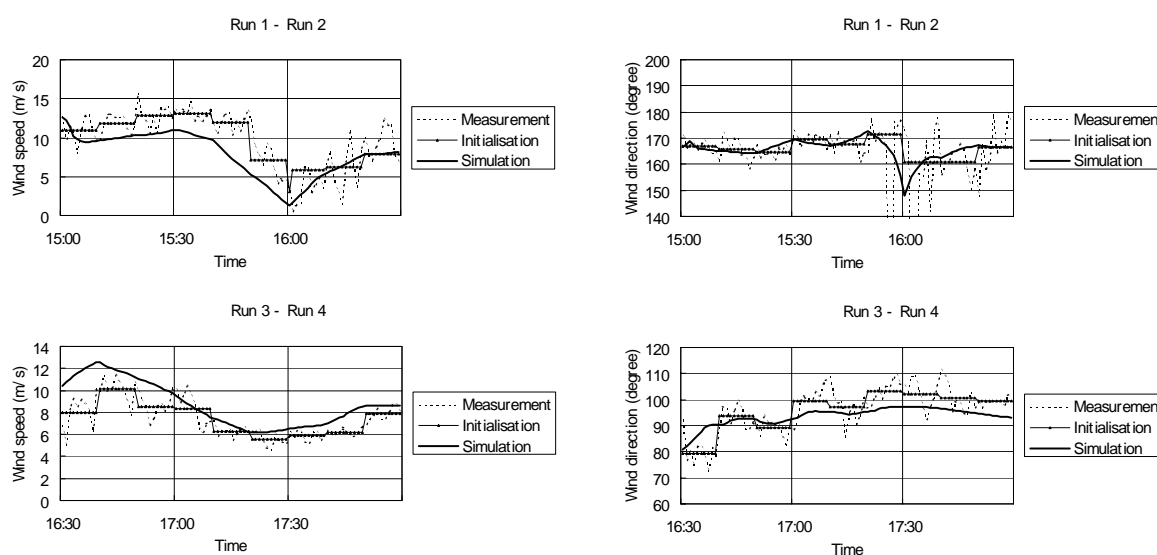 Run 1 - Run 2
Wind speed (m/s)
20
15
10
5
0
15:00 15:30 16:00
Time
Measurement
Initialisation
Simulation
Run 1 - Run 2
Wind direction (degree)
200
190
180
170
160
150
140
15:00 15:30 16:00
Time
Measurement
Initialisation
Simulation
Run 3 - Run 4
Wind speed (m/s)
14
12
10
8
6
4
2
0
16:30 17:00 17:30
Time
Measurement
Initialisation
Simulation
Run 3 - Run 4
Wind direction (degree)
120
110
100
90
80
70
60
16:30 17:00 17:30
Time
Measurement
Initialisation
Simulation